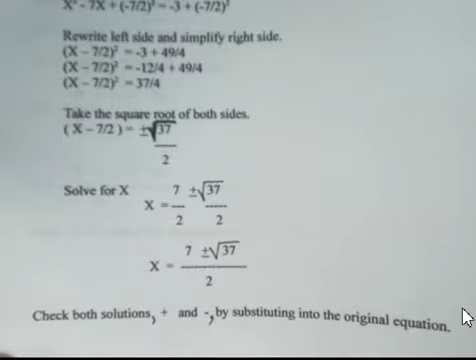 X² - 7X + (-7/2)² = -3 + (-7/2)²
Rewrite left side and simplify right side.
(X – 7/2)² = -3 + 49/4
(X – 7/2)² = -12/4 + 49/4
(X – 7/2)² = 37/4
Take the square root of both sides.
( X – 7/2 ) = ±√37
2
Solve for X
X = 7/2 ±√37/2
X = 7 ±√37
2
Check both solutions, + and -, by substituting into the original equation.